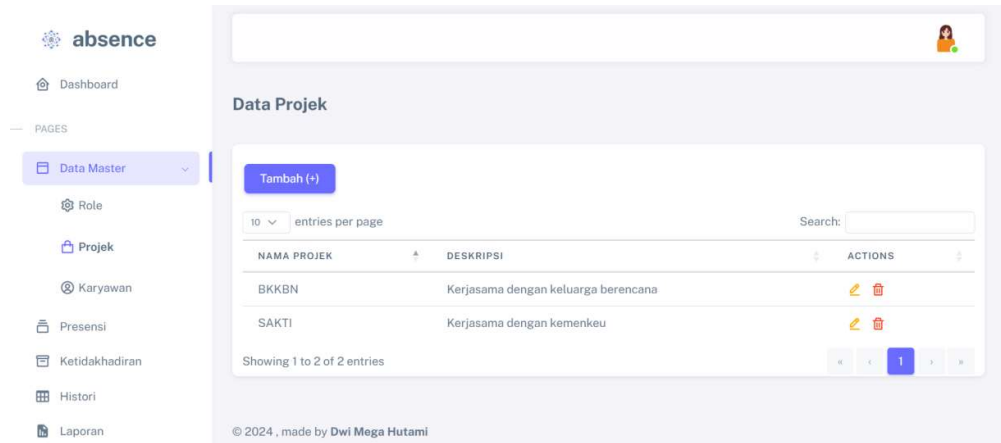 absence
Dashboard
PAGES
Data Master
Role
Projek
Karyawan
Presensi
Ketidakhadiran
Histori
Laporan
Data Projek
Tambah (+)
10 entries per page
Search:
NAMA PROJEK DESKRIPSI ACTIONS
BKKBN Kerjasama dengan keluarga berencana
SAKTI Kerjasama dengan kemenkeu
Showing 1 to 2 of 2 entries
« ‹ 1 › »
© 2024 , made by Dwi Mega Hutami